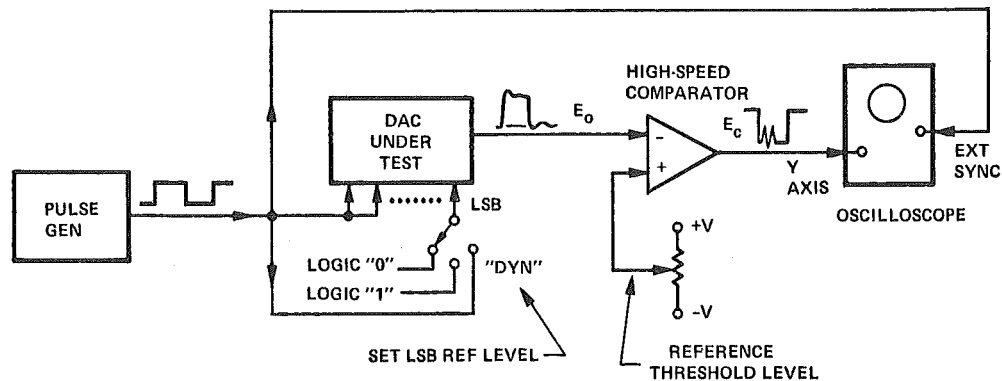 HIGH-SPEED
COMPARATOR
DAC
UNDER
TEST
Eo
Ec
-
+
Y
AXIS
EXT
SYNC
OSCILLOSCOPE
PULSE
GEN
LSB
LOGIC "0"
LOGIC "1"
"DYN"
+V
-V
SET LSB REF LEVEL
REFERENCE
THRESHOLD LEVEL